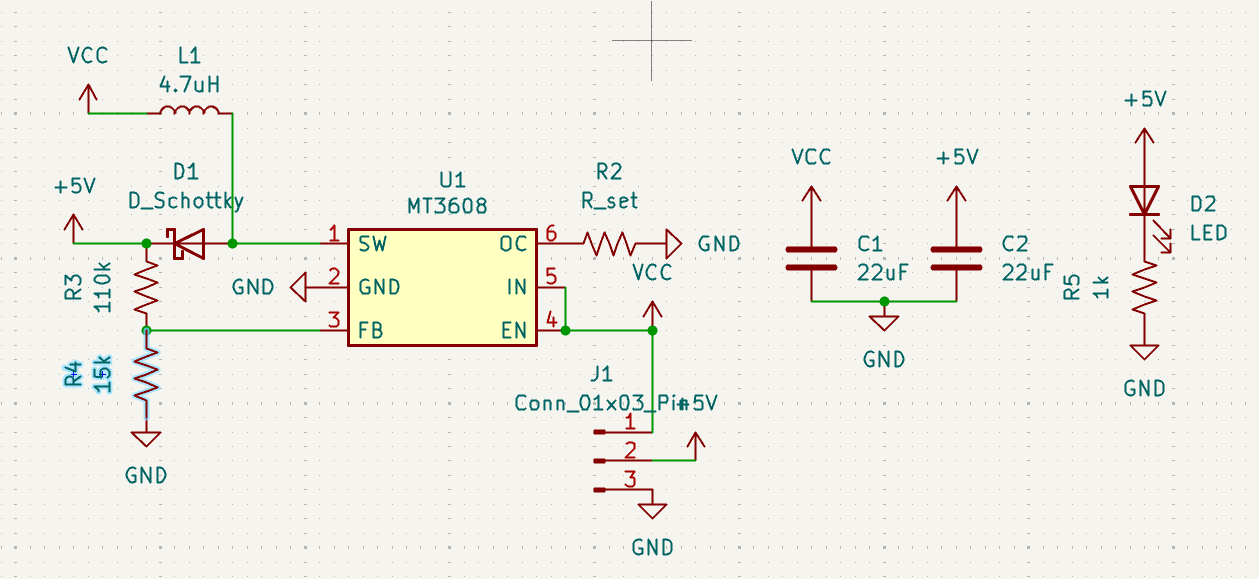 VCC
L1
4.7uH
D1
D_Schottky
+5V
R3
110k
R4
15k
GND
GND
U1
MT3608
1
SW
2
GND
3
FB
OC
6
IN
5
EN
4
R2
R_set
GND
VCC
J1
Conn_01x03_Pin
+5V
1
2
3
GND
VCC
+5V
C1
22uF
C2
22uF
GND
+5V
D2
LED
R5
1k
GND